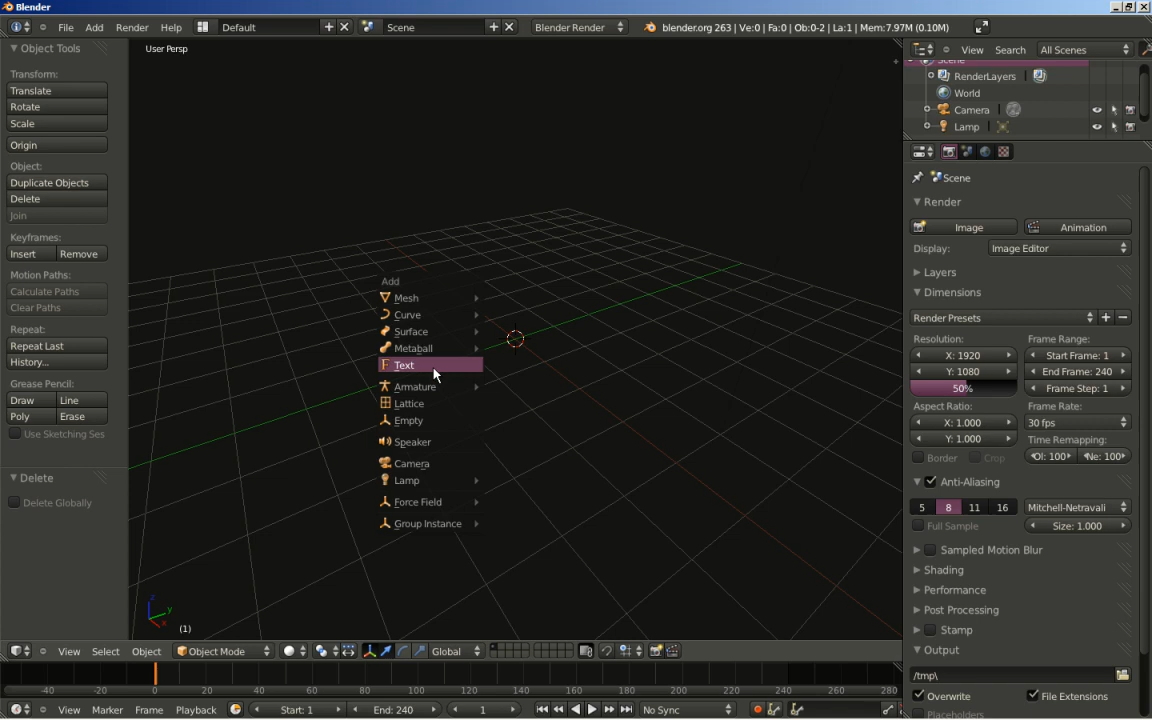 Blender
File Add Render Help Default Scene Blender Render blender.org 263 | Ve:0 | Fa:0 | Ob:0-2 | La:1 | Mem:7.97M (0.10M)
Object Tools
Transform:
Translate
Rotate
Scale
Origin
Object:
Duplicate Objects
Delete
Join
Keyframes:
Insert Remove
Motion Paths:
Calculate Paths
Clear Paths
Repeat:
Repeat Last
History...
Grease Pencil:
Draw Line
Poly Erase
Use Sketching Ses
Delete
Delete Globally
User Persp
Add
Mesh
Curve
Surface
Metaball
Text
Armature
Lattice
Empty
Speaker
Camera
Lamp
Force Field
Group Instance
z
y
x
(1)
View Select Object Object Mode Global
-40 -20 0 20 40 60 80 100 120 140 160 180 200 220 240 260 280
View Marker Frame Playback Start: 1 End: 240 1 No Sync
View Search All Scenes
Scene
RenderLayers
World
Camera
Lamp
Scene
Render
Image Animation
Display: Image Editor
Layers
Dimensions
Render Presets
Resolution: Frame Range:
X: 1920 Start Frame: 1
Y: 1080 End Frame: 240
50% Frame Step: 1
Aspect Ratio: Frame Rate:
X: 1.000 30 fps
Y: 1.000 Time Remapping:
Border Crop Ol: 100 Ne: 100
Anti-Aliasing
5 8 11 16 Mitchell-Netravali
Full Sample Size: 1.000
Sampled Motion Blur
Shading
Performance
Post Processing
Stamp
Output
/tmp\
Overwrite File Extensions
Placeholders